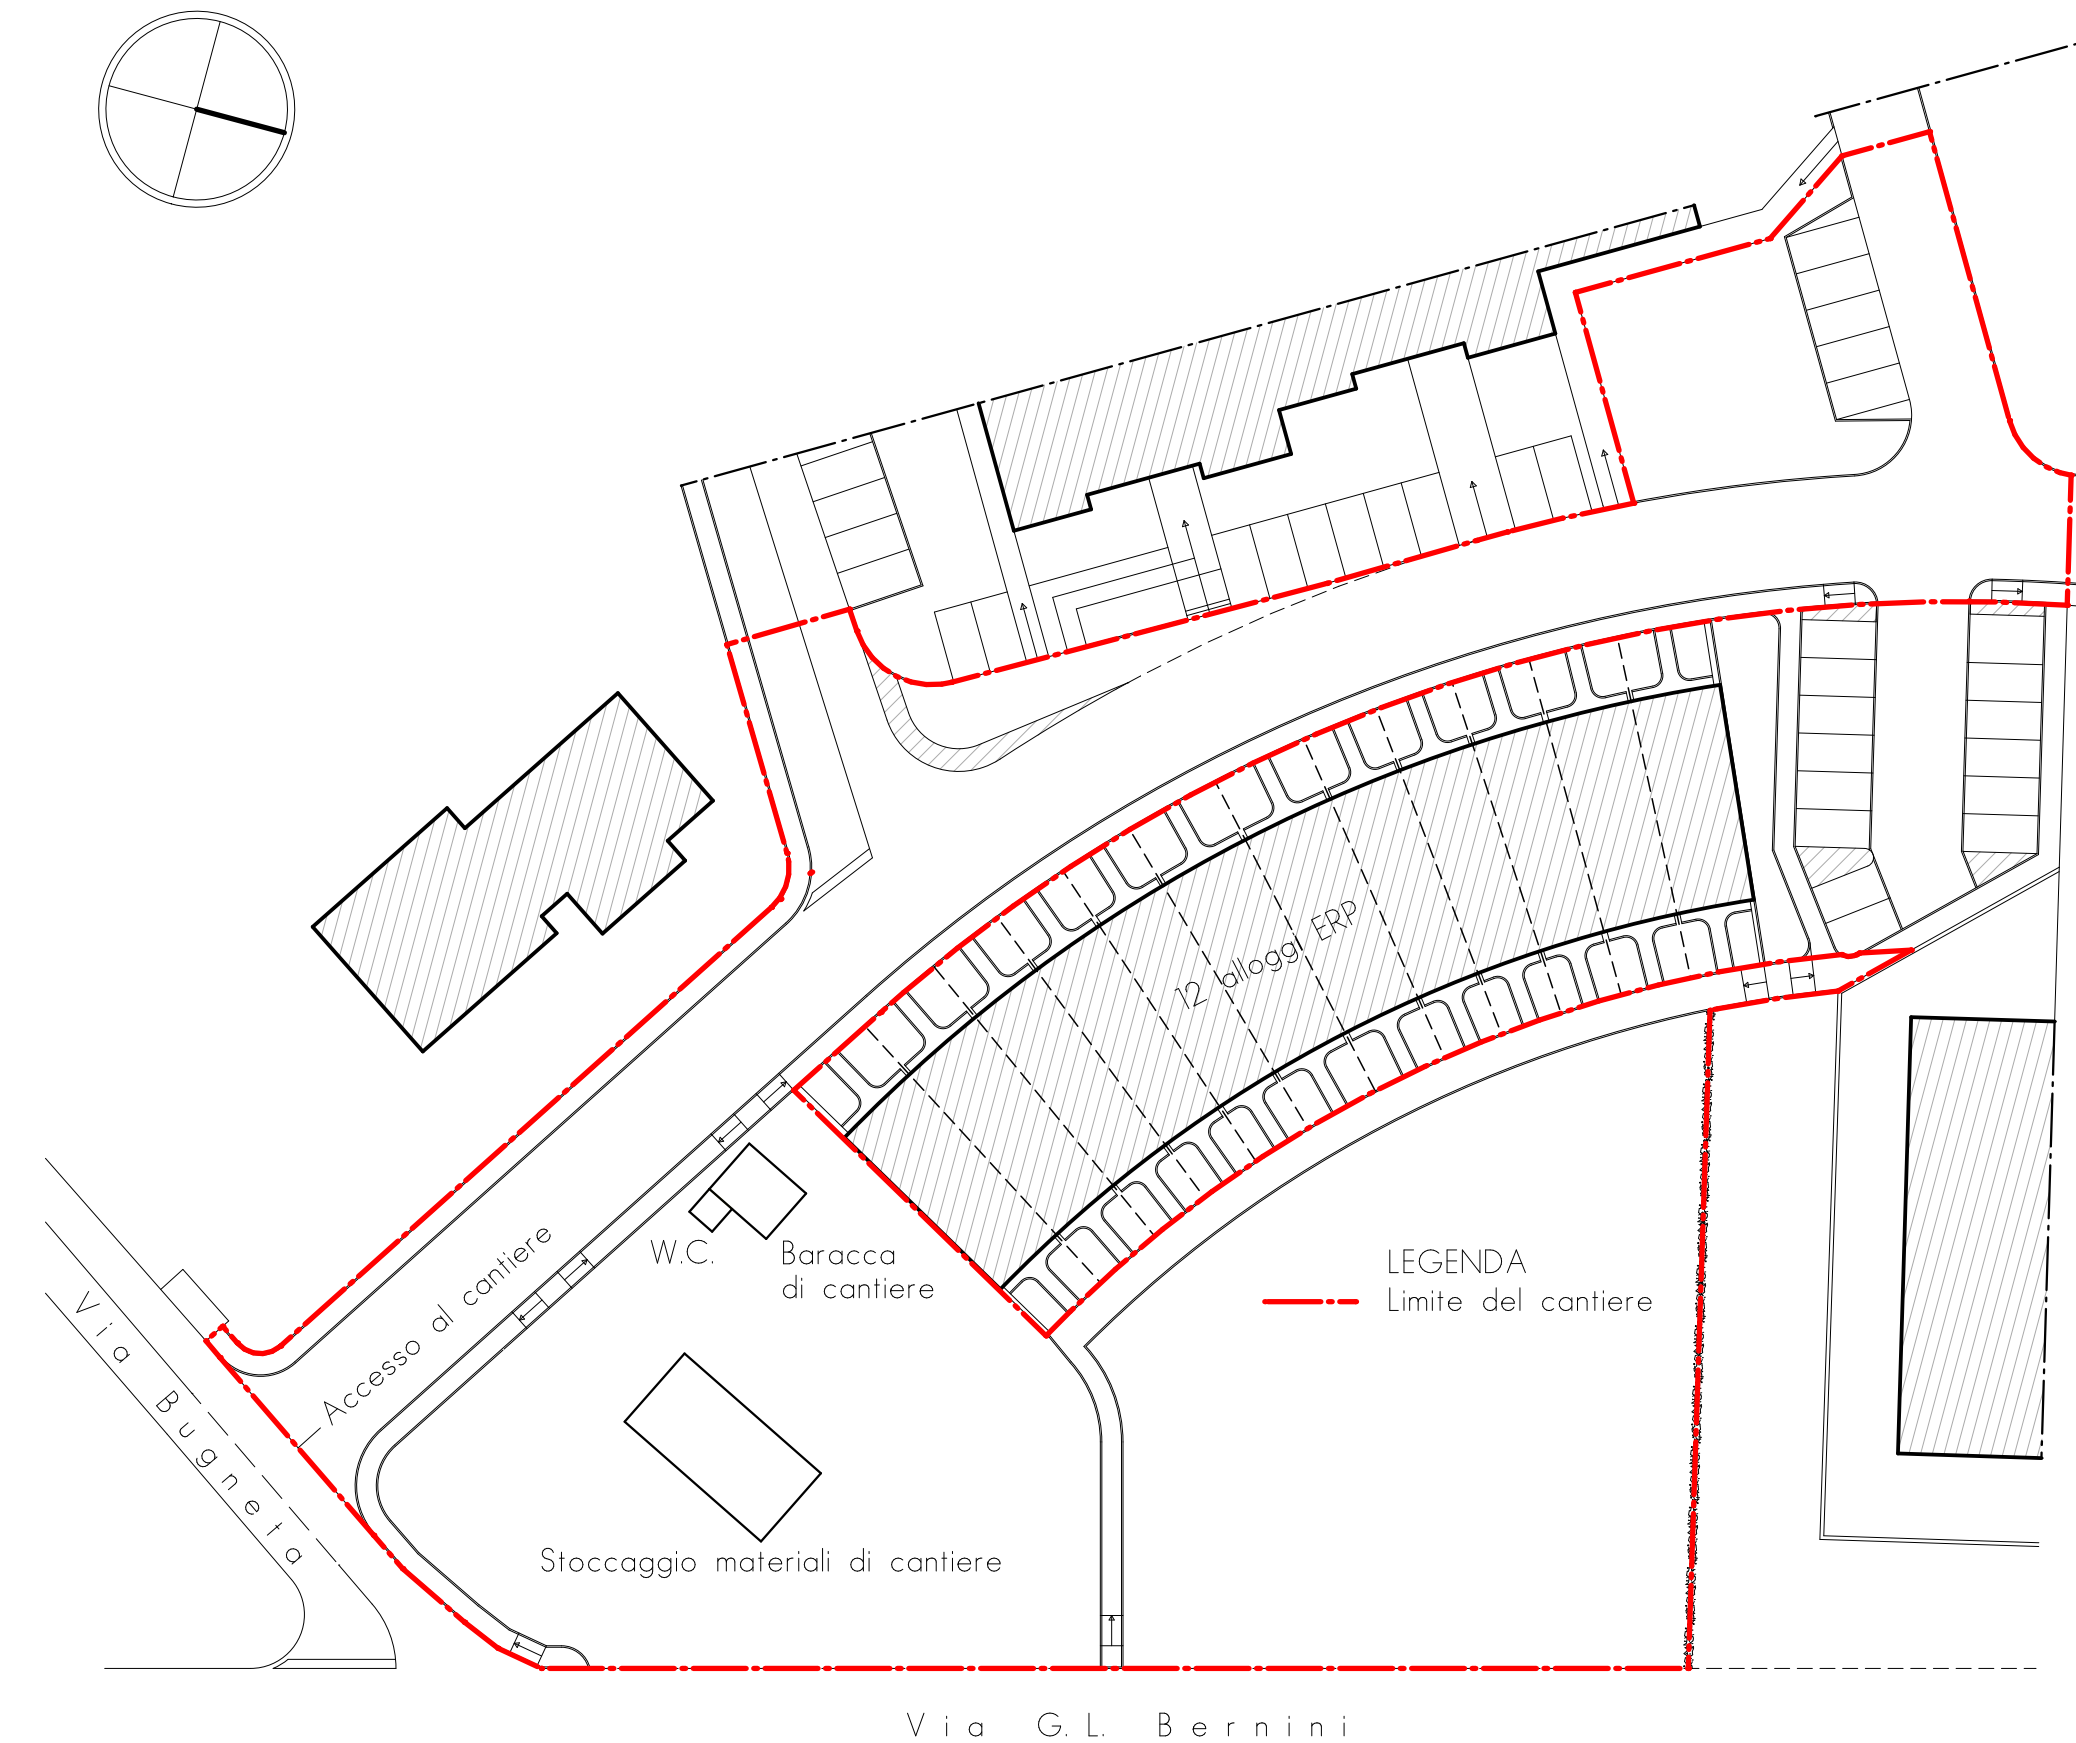 12 alloggi ERP
W.C.
Baracca
di cantiere
LEGENDA
Limite del cantiere
Accesso al cantiere
Via Bugneta
Stoccaggio materiali di cantiere
Via G.L. Bernini